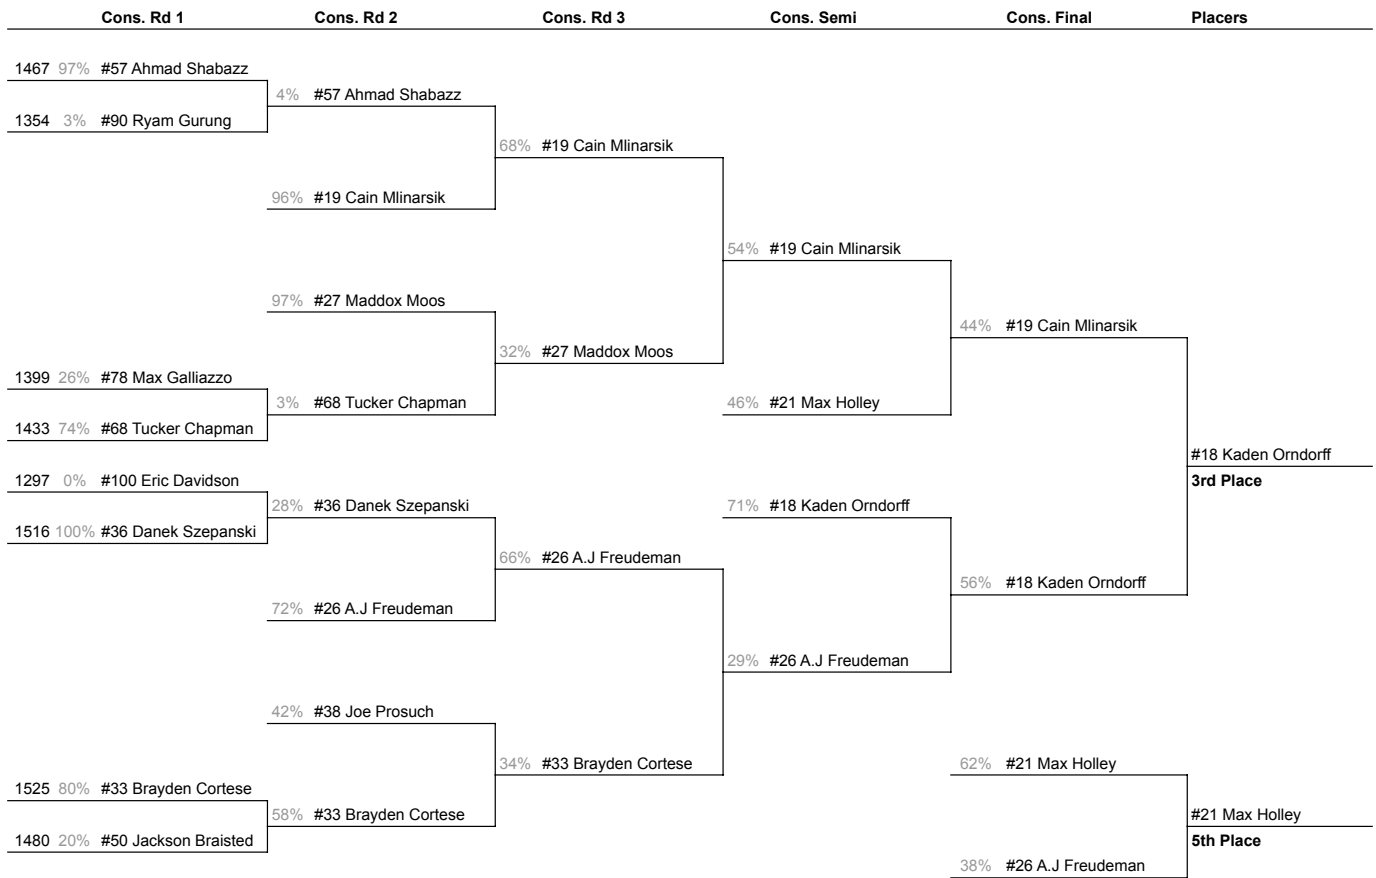 Cons. Rd 1 Cons. Rd 2 Cons. Rd 3 Cons. Semi Cons. Final Placers
1467 97% #57 Ahmad Shabazz
4% #57 Ahmad Shabazz
1354 3% #90 Ryam Gurung
68% #19 Cain Mlinarsik
96% #19 Cain Mlinarsik
54% #19 Cain Mlinarsik
97% #27 Maddox Moos
44% #19 Cain Mlinarsik
32% #27 Maddox Moos
1399 26% #78 Max Galliazzo
3% #68 Tucker Chapman
46% #21 Max Holley
1433 74% #68 Tucker Chapman
#18 Kaden Orndorff
1297 0% #100 Eric Davidson
3rd Place
28% #36 Danek Szepanski
71% #18 Kaden Orndorff
1516 100% #36 Danek Szepanski
66% #26 A.J Freudeman
56% #18 Kaden Orndorff
72% #26 A.J Freudeman
29% #26 A.J Freudeman
42% #38 Joe Prosuch
34% #33 Brayden Cortese
62% #21 Max Holley
1525 80% #33 Brayden Cortese
58% #33 Brayden Cortese
#21 Max Holley
1480 20% #50 Jackson Braisted
5th Place
38% #26 A.J Freudeman